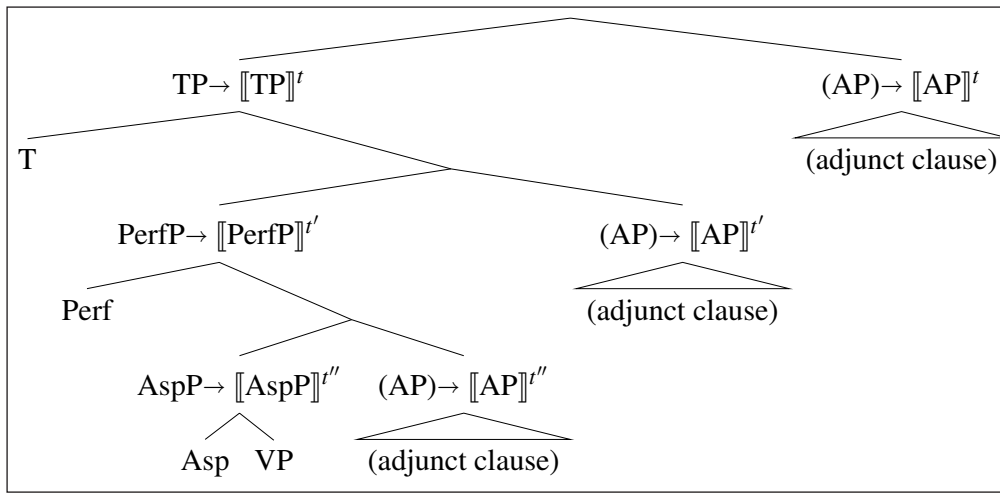 TP→ ⟦TP⟧ᵗ (AP)→ ⟦AP⟧ᵗ
T (adjunct clause)
PerfP→ ⟦PerfP⟧ᵗ′ (AP)→ ⟦AP⟧ᵗ′
Perf (adjunct clause)
AspP→ ⟦AspP⟧ᵗ″ (AP)→ ⟦AP⟧ᵗ″
Asp VP (adjunct clause)